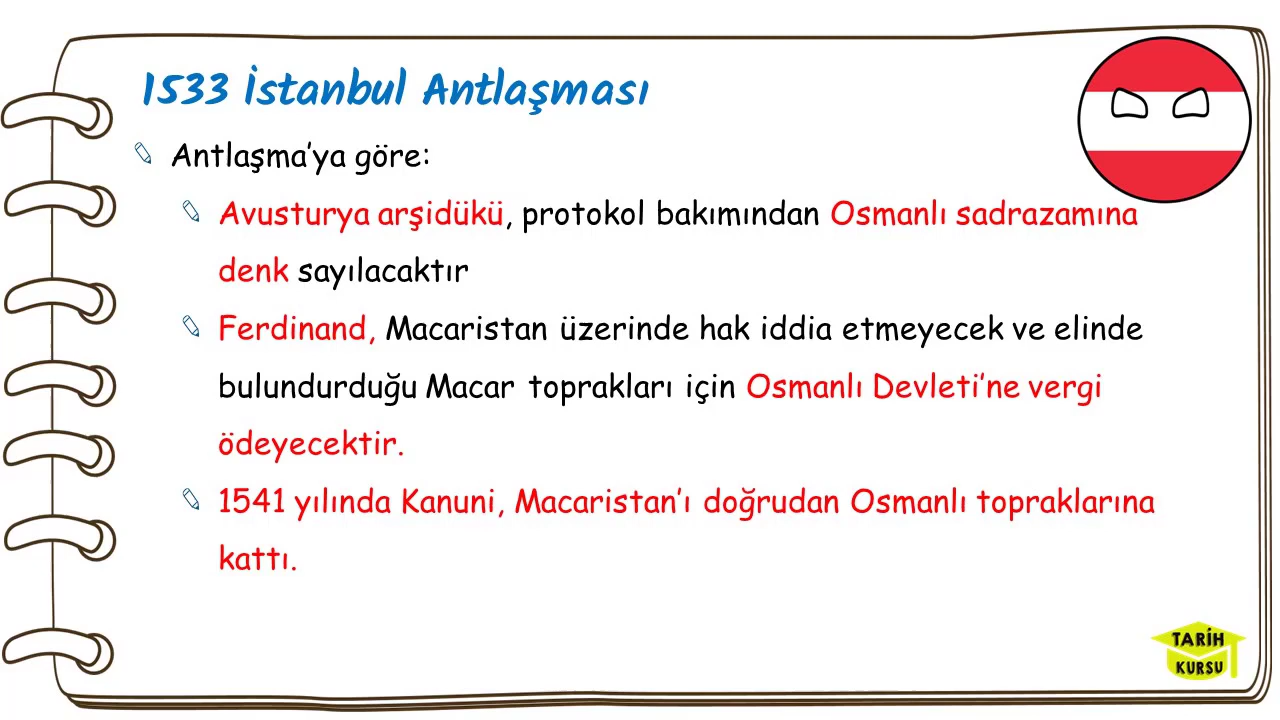 1533 İstanbul Antlaşması
Antlaşma’ya göre:
Avusturya arşidükü, protokol bakımından Osmanlı sadrazamına
denk sayılacaktır
Ferdinand, Macaristan üzerinde hak iddia etmeyecek ve elinde
bulundurduğu Macar toprakları için Osmanlı Devleti’ne vergi
ödeyecektir.
1541 yılında Kanuni, Macaristan’ı doğrudan Osmanlı topraklarına
kattı.
TARİH
KURSU